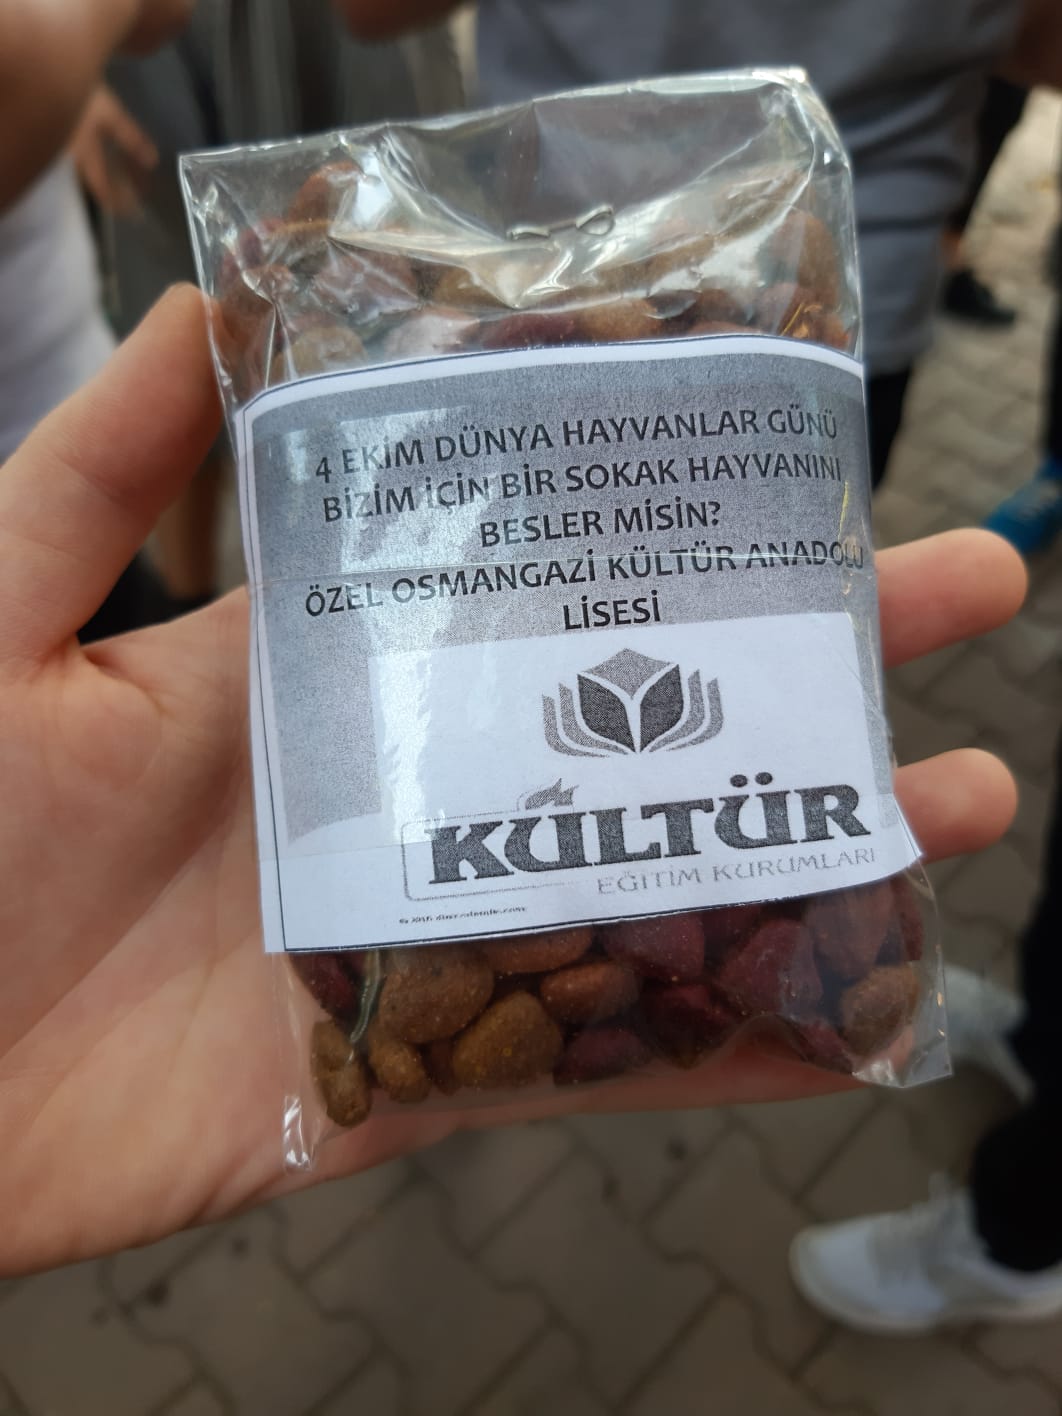 4 EKİM DÜNYA HAYVANLAR GÜNÜ
BİZİM İÇİN BİR SOKAK HAYVANINI
BESLER MİSİN?
ÖZEL OSMANGAZİ KÜLTÜR ANADOLU
LİSESİ
KÜLTÜR
EĞİTİM KURUMLARI